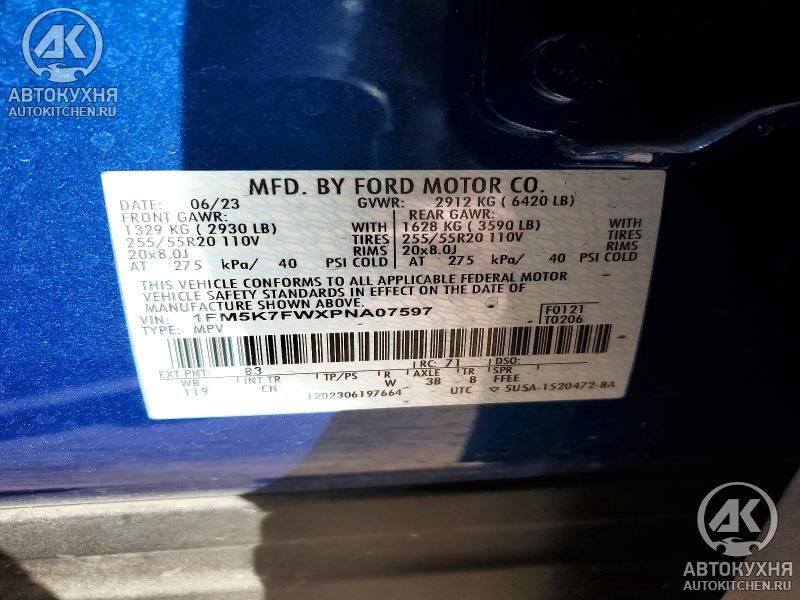 АК
АВТОКУХНЯ
AUTOKITCHEN.RU
MFD. BY FORD MOTOR CO.
DATE: 06/23 GVWR: 2912 KG ( 6420 LB)
FRONT GAWR: REAR GAWR:
1329 KG ( 2930 LB) WITH 1628 KG ( 3590 LB) WITH
255/55R20 110V TIRES 255/55R20 110V TIRES
20x8.0J RIMS 20x8.0J RIMS
AT 275 kPa/ 40 PSI COLD AT 275 kPa/ 40 PSI COLD
THIS VEHICLE CONFORMS TO ALL APPLICABLE FEDERAL MOTOR
VEHICLE SAFETY STANDARDS IN EFFECT ON THE DATE OF
MANUFACTURE SHOWN ABOVE.
VIN: 1FM5K7FWXPNA07597 F0121
TYPE: MPV T0206
EXT PNT: B3 RC: 71 DSO:
WB INT TR TP/PS R AXLE TR SPR
119 CN W 3B B FFEE
1202306197664 UTC 5USA-1520472-BA
АК
АВТОКУХНЯ
AUTOKITCHEN.RU